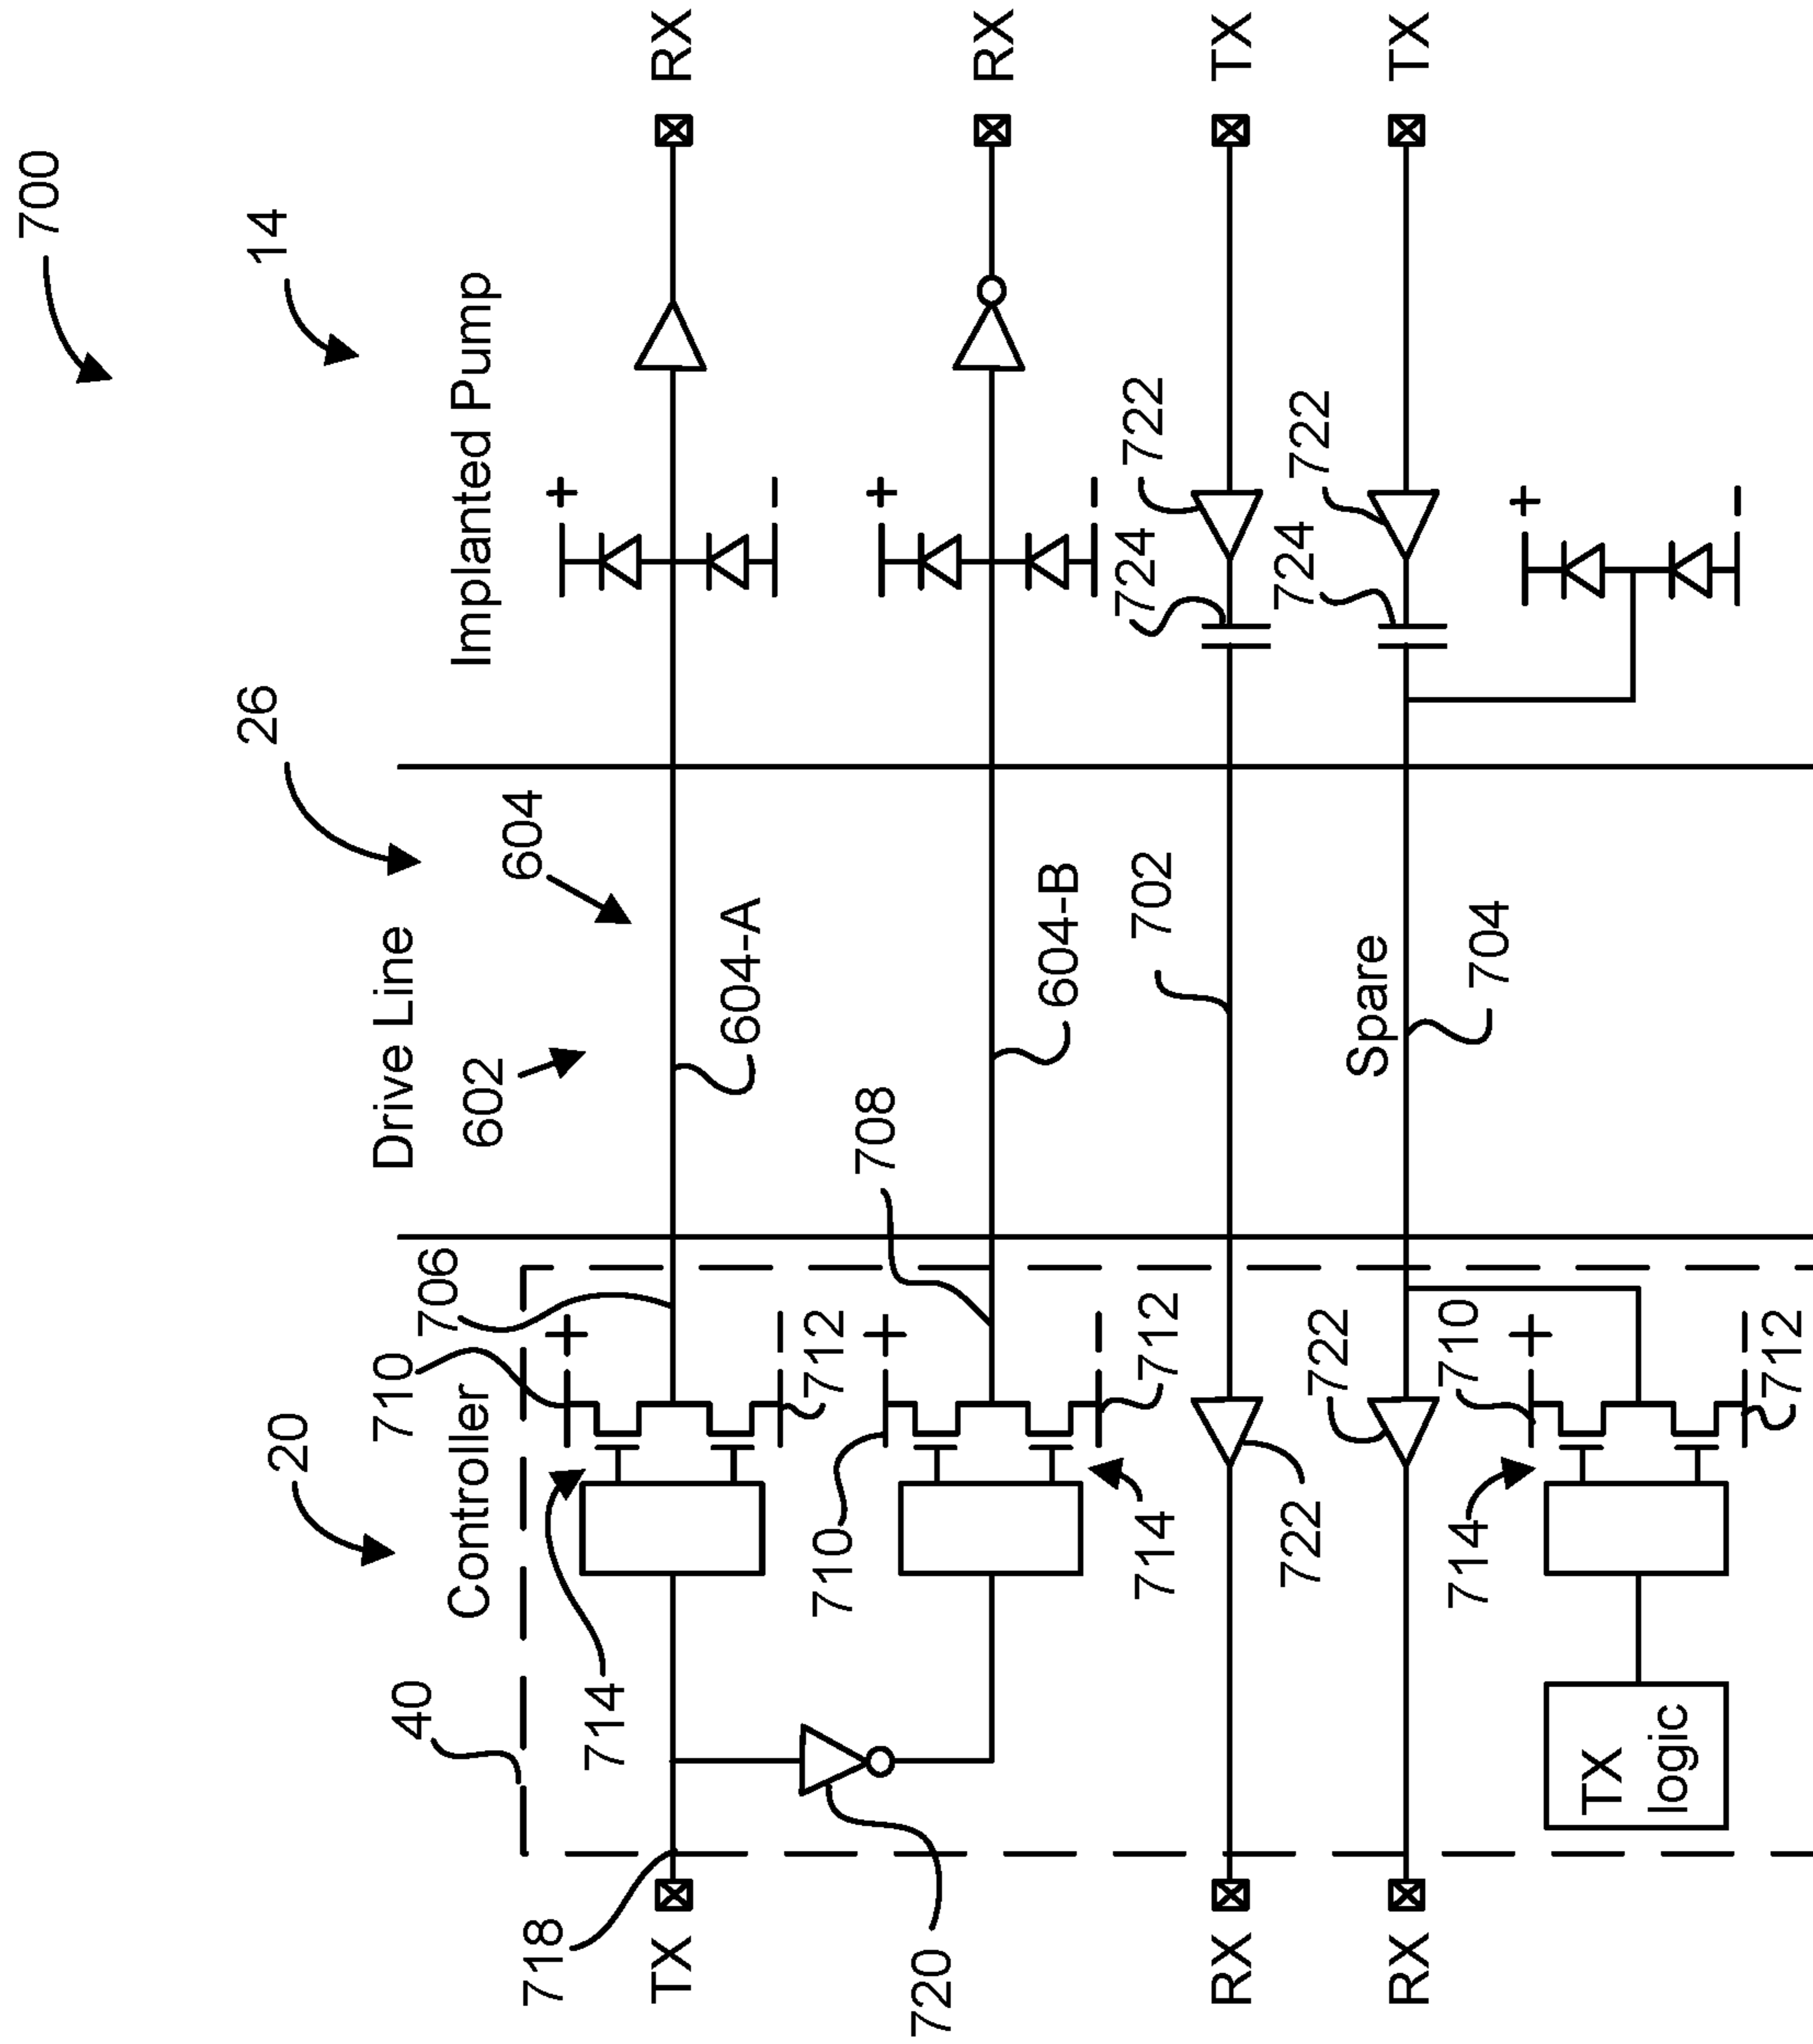 700
20
26
14
40
710
Drive Line
706
Controller
602
Implanted Pump
604
718
+
+
714
TX
RX
604-A
−
−
712
710
708
+
+
720
RX
604-B
−
−
714
712
702
724
722
RX
TX
722
722
724
722
Spare
RX
TX
714
710
704
+
+
TX
logic
−
−
712